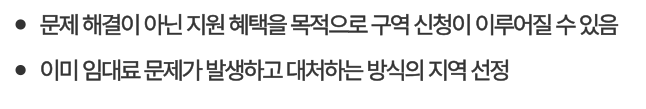 • 문제 해결이 아닌 지원 혜택을 목적으로 구역 신청이 이루어질 수 있음
• 이미 임대료 문제가 발생하고 대처하는 방식의 지역 선정